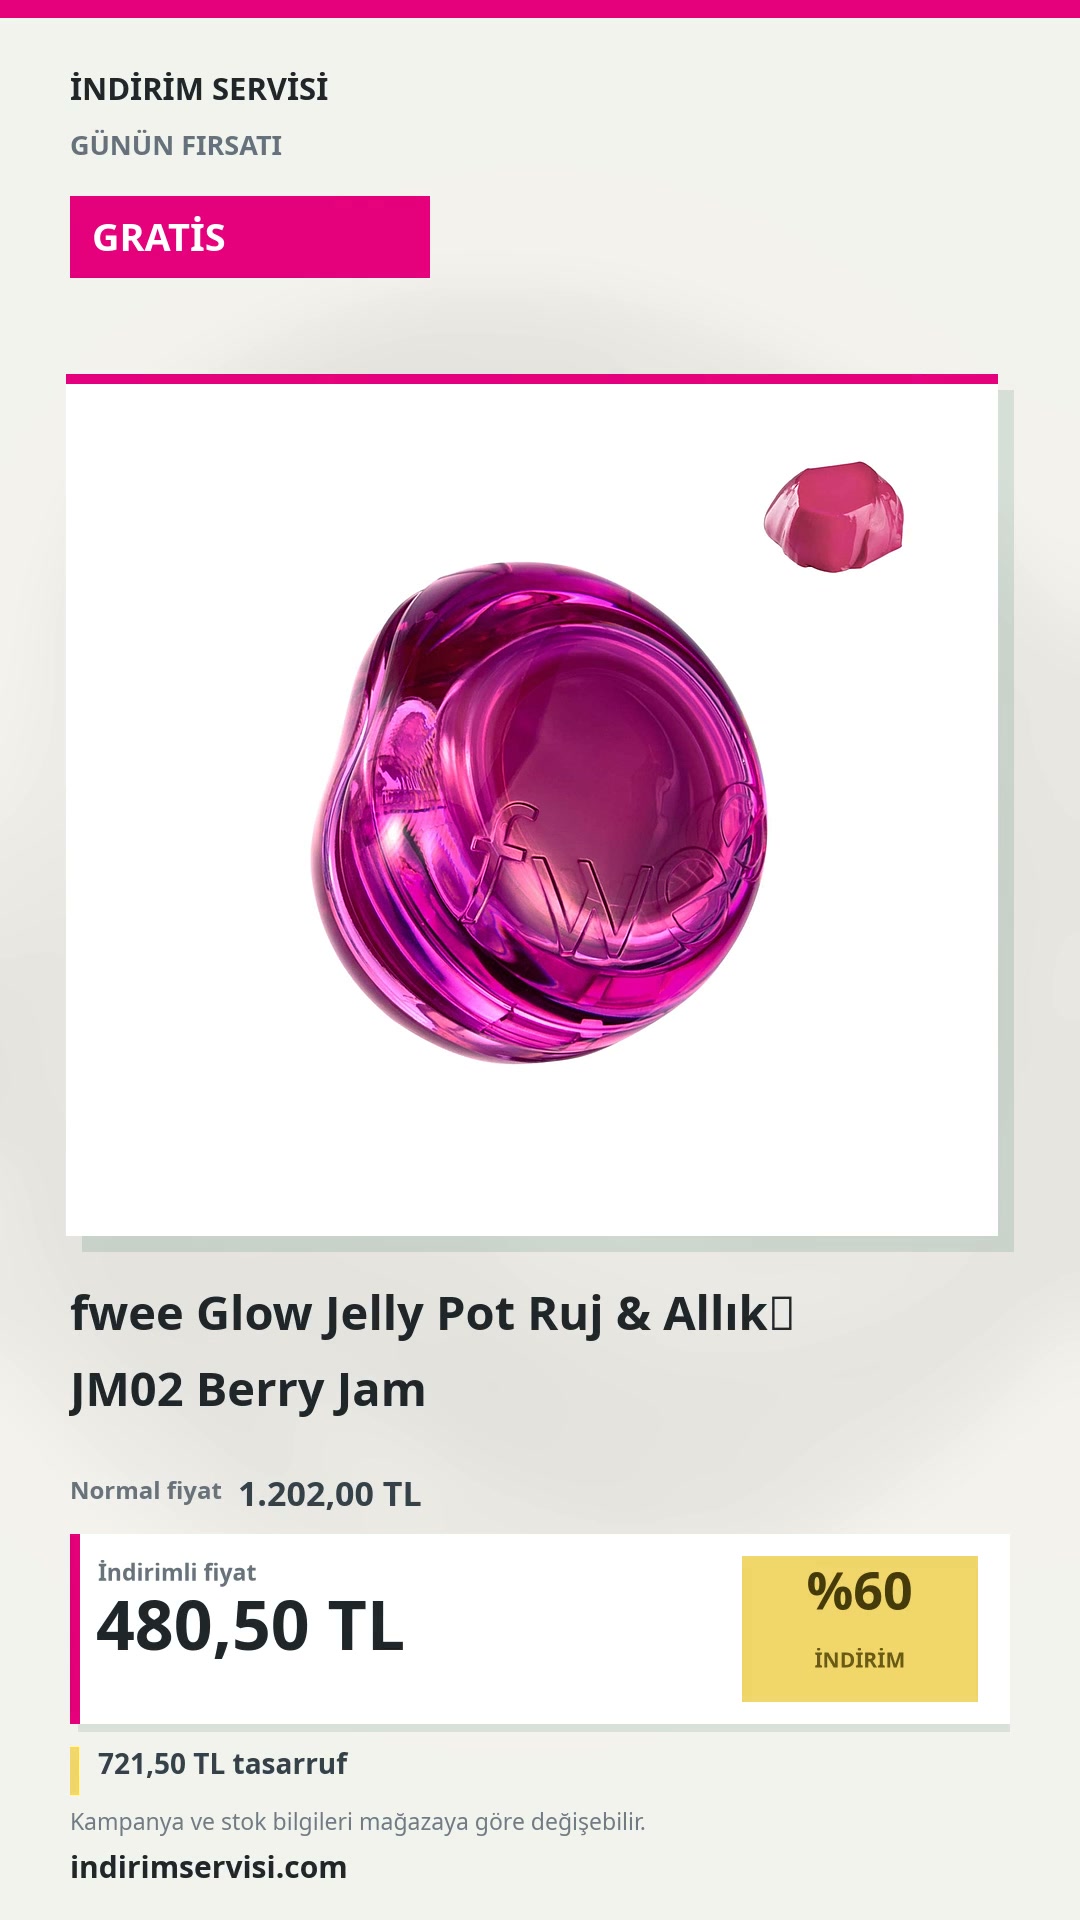 İNDİRİM SERVİSİ
GÜNÜN FIRSATI
GRATİS
fwee
fwee Glow Jelly Pot Ruj & Allık
JM02 Berry Jam
Normal fiyat 1.202,00 TL
İndirimli fiyat
480,50 TL
%60
İNDİRİM
721,50 TL tasarruf
Kampanya ve stok bilgileri mağazaya göre değişebilir.
indirimservisi.com